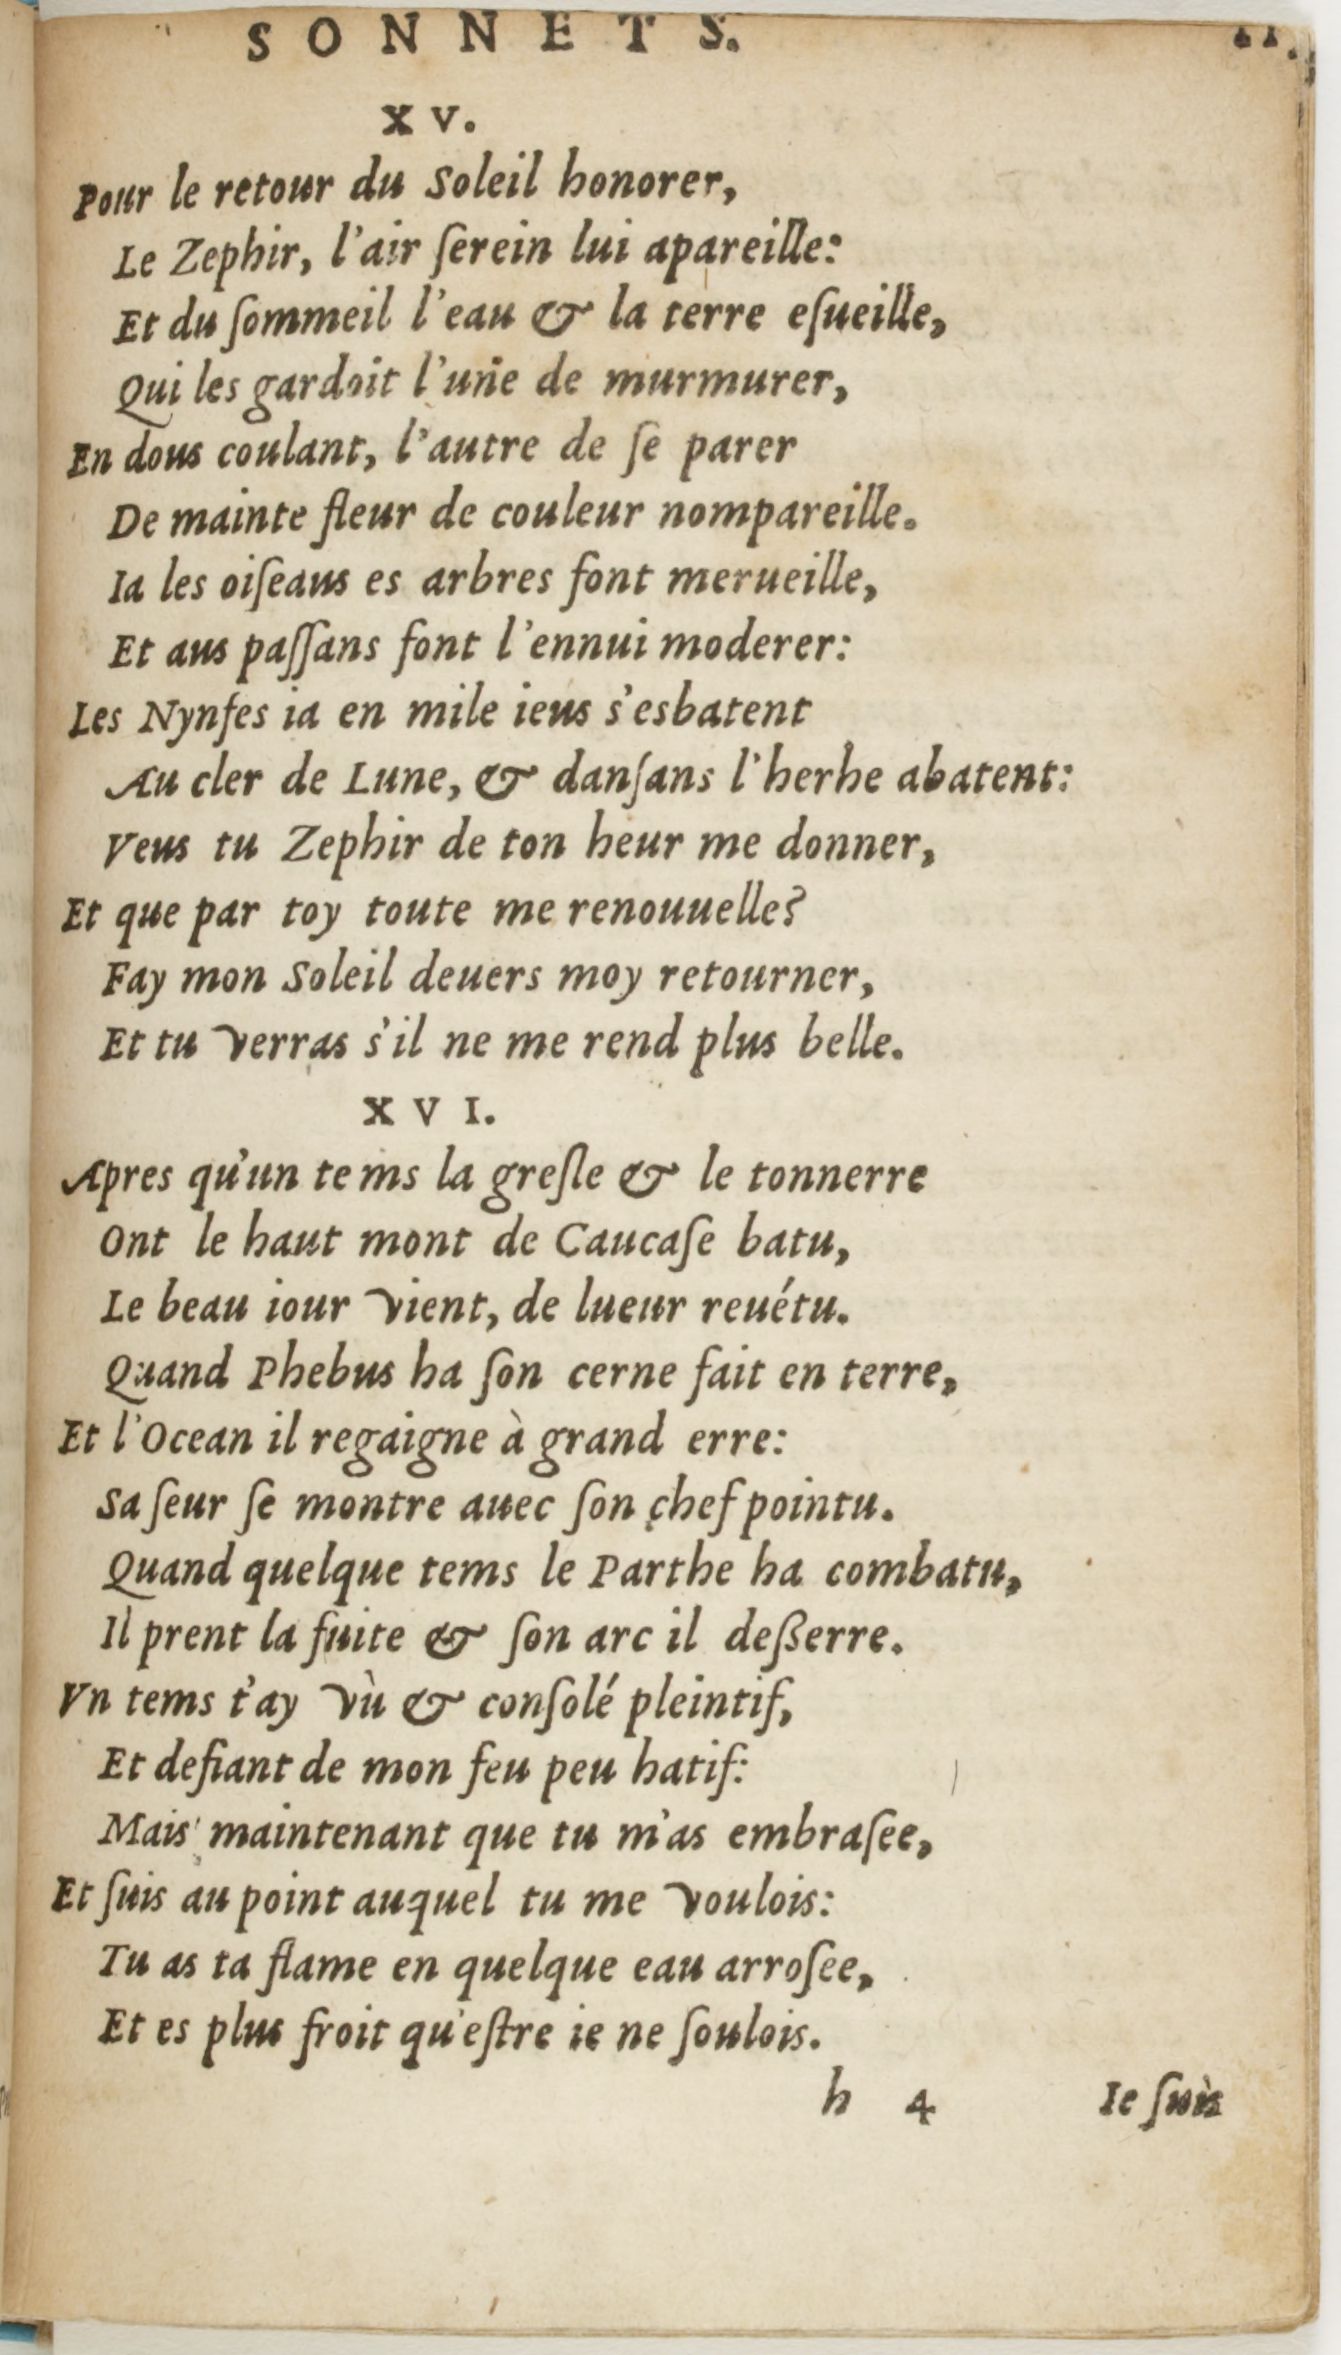 SONNETS.
XV.
Pour le retour du Soleil honorer,
Le Zephir, l'air ſerein lui apareille:
Et du ſommeil l'eau & la terre eſueille,
Qui les gardoit l'une de murmurer,
En dous coulant, l'autre de ſe parer
De mainte fleur de couleur nompareille.
Ia les oiſeaus es arbres font merueille,
Et aus paſſans font l'ennui moderer:
Les Nynfes ia en mile ieus s'esbatent
Au cler de Lune, & danſans l'herhe abatent:
Veus tu Zephir de ton heur me donner,
Et que par toy toute me renouuelle?
Fay mon Soleil deuers moy retourner,
Et tu verras s'il ne me rend plus belle.
XVI.
Apres qu'un tems la greſle & le tonnerre
Ont le haut mont de Caucaſe batu,
Le beau iour vient, de lueur reuétu.
Quand Phebus ha ſon cerne fait en terre,
Et l'Ocean il regaigne à grand erre:
Sa ſeur ſe montre auec ſon chef pointu.
Quand quelque tems le Parthe ha combatu,
Il prent la fuite & ſon arc il deßerre.
Vn tems t'ay vù & conſolé pleintif,
Et defiant de mon feu peu hatif:
Mais maintenant que tu m'as embraſee,
Et ſuis au point auquel tu me voulois:
Tu as ta flame en quelque eau arroſee,
Et es plus froit qu'eſtre ie ne ſoulois.
h 4 Ie ſuis